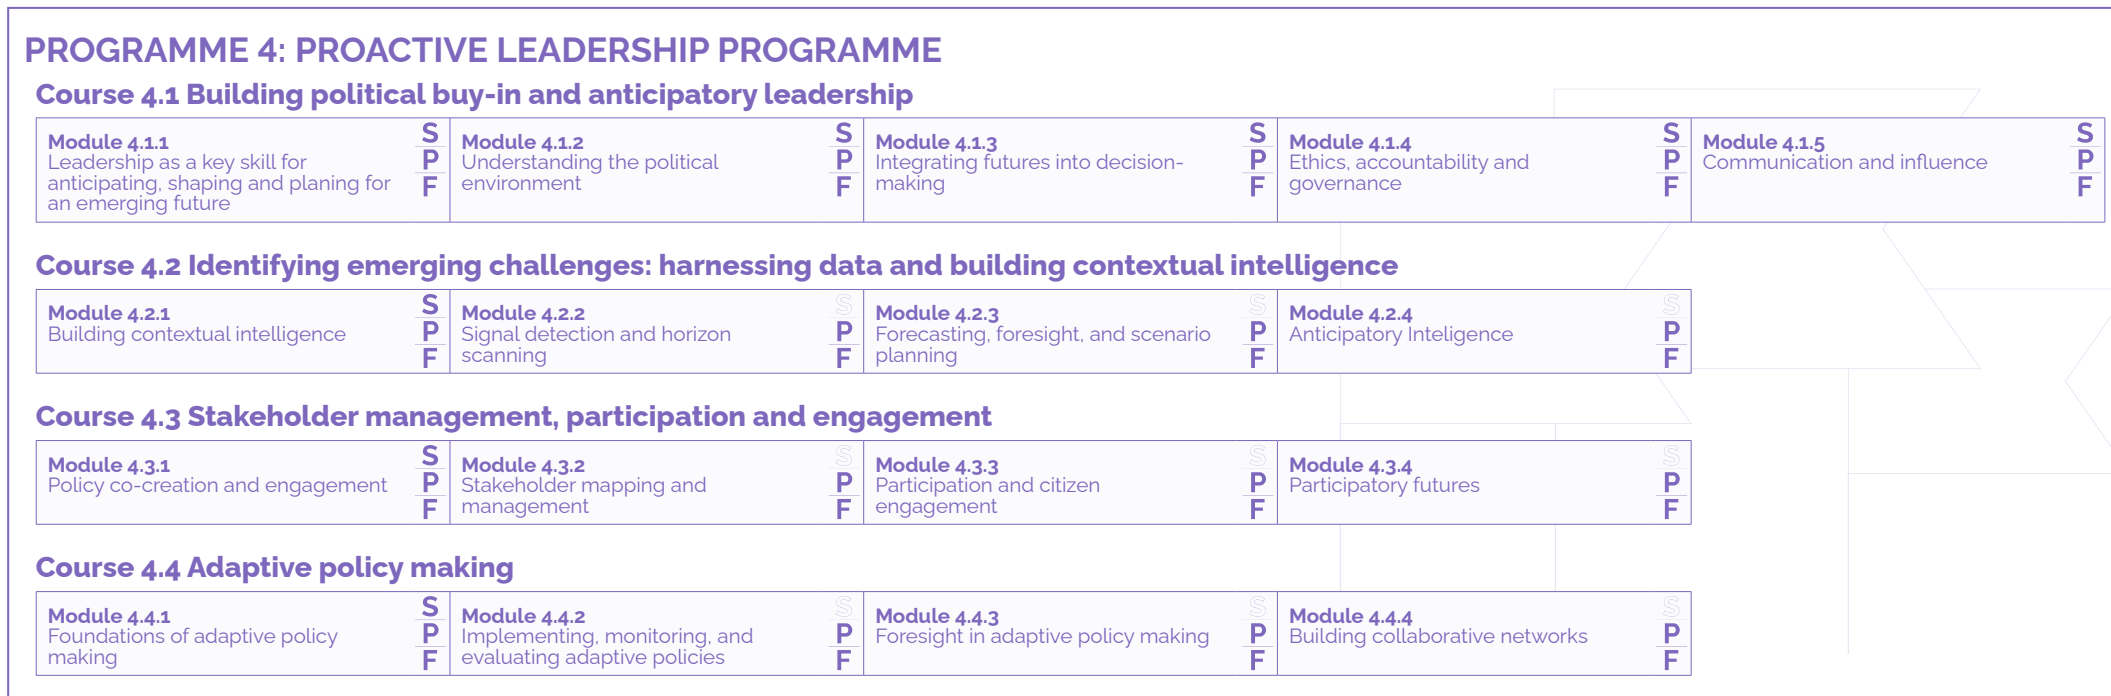 PROGRAMME 4: PROACTIVE LEADERSHIP PROGRAMME
Course 4.1 Building political buy-in and anticipatory leadership
Module 4.1.1
Leadership as a key skill for
anticipating, shaping and planing for
an emerging future
S
P
F
Module 4.1.2
Understanding the political
environment
S
P
F
Module 4.1.3
Integrating futures into decision-
making
S
P
F
Module 4.1.4
Ethics, accountability and
governance
S
P
F
Module 4.1.5
Communication and influence
S
P
F
Course 4.2 Identifying emerging challenges: harnessing data and building contextual intelligence
Module 4.2.1
Building contextual intelligence
S
P
F
Module 4.2.2
Signal detection and horizon
scanning
S
P
F
Module 4.2.3
Forecasting, foresight, and scenario
planning
S
P
F
Module 4.2.4
Anticipatory Inteligence
S
P
F
Course 4.3 Stakeholder management, participation and engagement
Module 4.3.1
Policy co-creation and engagement
S
P
F
Module 4.3.2
Stakeholder mapping and
management
S
P
F
Module 4.3.3
Participation and citizen
engagement
S
P
F
Module 4.3.4
Participatory futures
S
P
F
Course 4.4 Adaptive policy making
Module 4.4.1
Foundations of adaptive policy
making
S
P
F
Module 4.4.2
Implementing, monitoring, and
evaluating adaptive policies
S
P
F
Module 4.4.3
Foresight in adaptive policy making
S
P
F
Module 4.4.4
Building collaborative networks
S
P
F